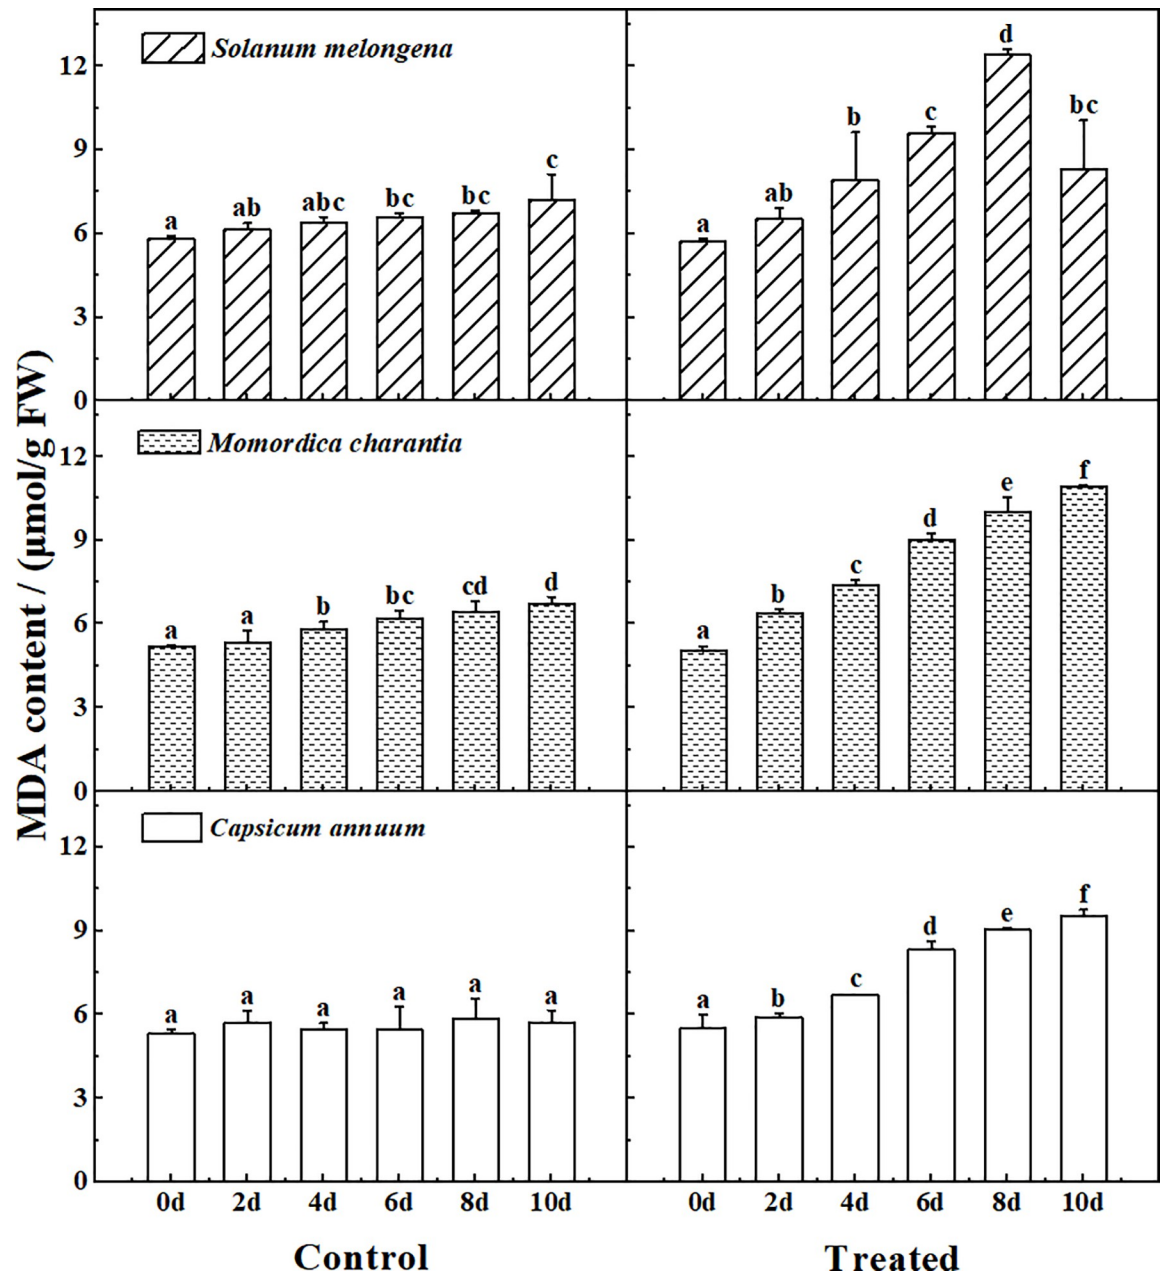 MDA content / (μmol/g FW)
Solanum melongena
12
9
6
3
0
a ab abc bc bc c
a ab b c d bc
Momordica charantia
12
9
6
3
0
a a b bc cd d
a b c d e f
Capsicum annuum
12
9
6
3
0
a a a a a a
a b c d e f
0d 2d 4d 6d 8d 10d 0d 2d 4d 6d 8d 10d
Control Treated